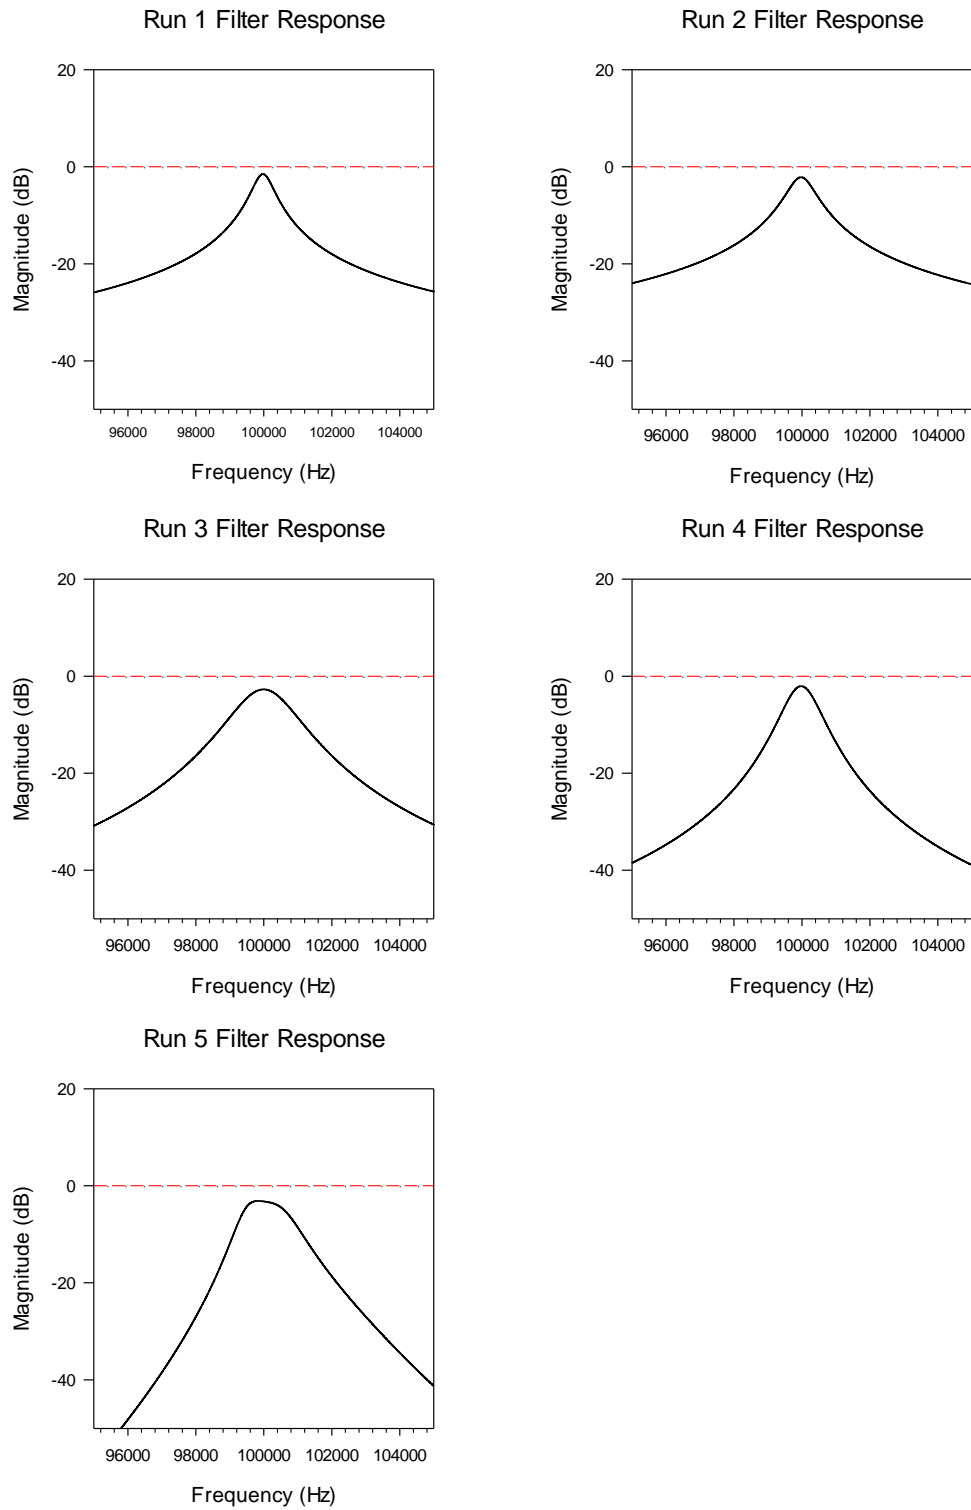 Run 1 Filter Response
20
0
-20
-40
Magnitude (dB)
96000 98000 100000 102000 104000
Frequency (Hz)
Run 2 Filter Response
20
0
-20
-40
Magnitude (dB)
96000 98000 100000 102000 104000
Frequency (Hz)
Run 3 Filter Response
20
0
-20
-40
Magnitude (dB)
96000 98000 100000 102000 104000
Frequency (Hz)
Run 4 Filter Response
20
0
-20
-40
Magnitude (dB)
96000 98000 100000 102000 104000
Frequency (Hz)
Run 5 Filter Response
20
0
-20
-40
Magnitude (dB)
96000 98000 100000 102000 104000
Frequency (Hz)